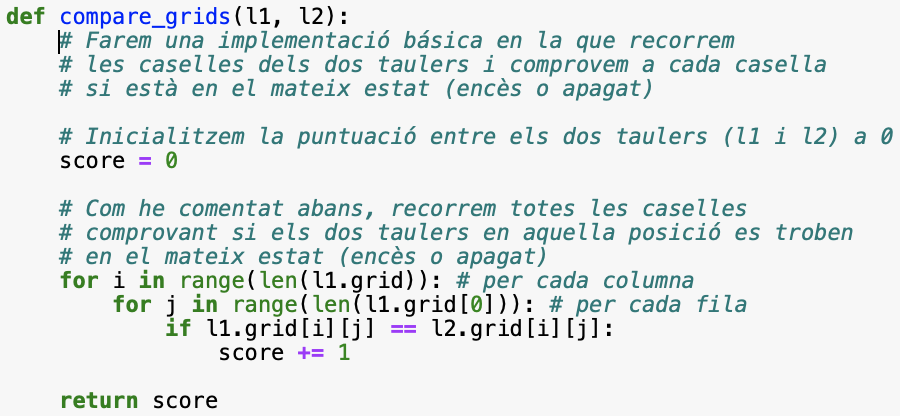 def compare_grids(l1, l2):
    # Farem una implementació básica en la que recorrem
    # les caselles dels dos taulers i comprovem a cada casella
    # si està en el mateix estat (encès o apagat)
    # Inicialitzem la puntuació entre els dos taulers (l1 i l2) a 0
    score = 0
    # Com he comentat abans, recorrem totes les caselles
    # comprovant si els dos taulers en aquella posició es troben
    # en el mateix estat (encès o apagat)
    for i in range(len(l1.grid)): # per cada columna
        for j in range(len(l1.grid[0])): # per cada fila
            if l1.grid[i][j] == l2.grid[i][j]:
                score += 1
    return score